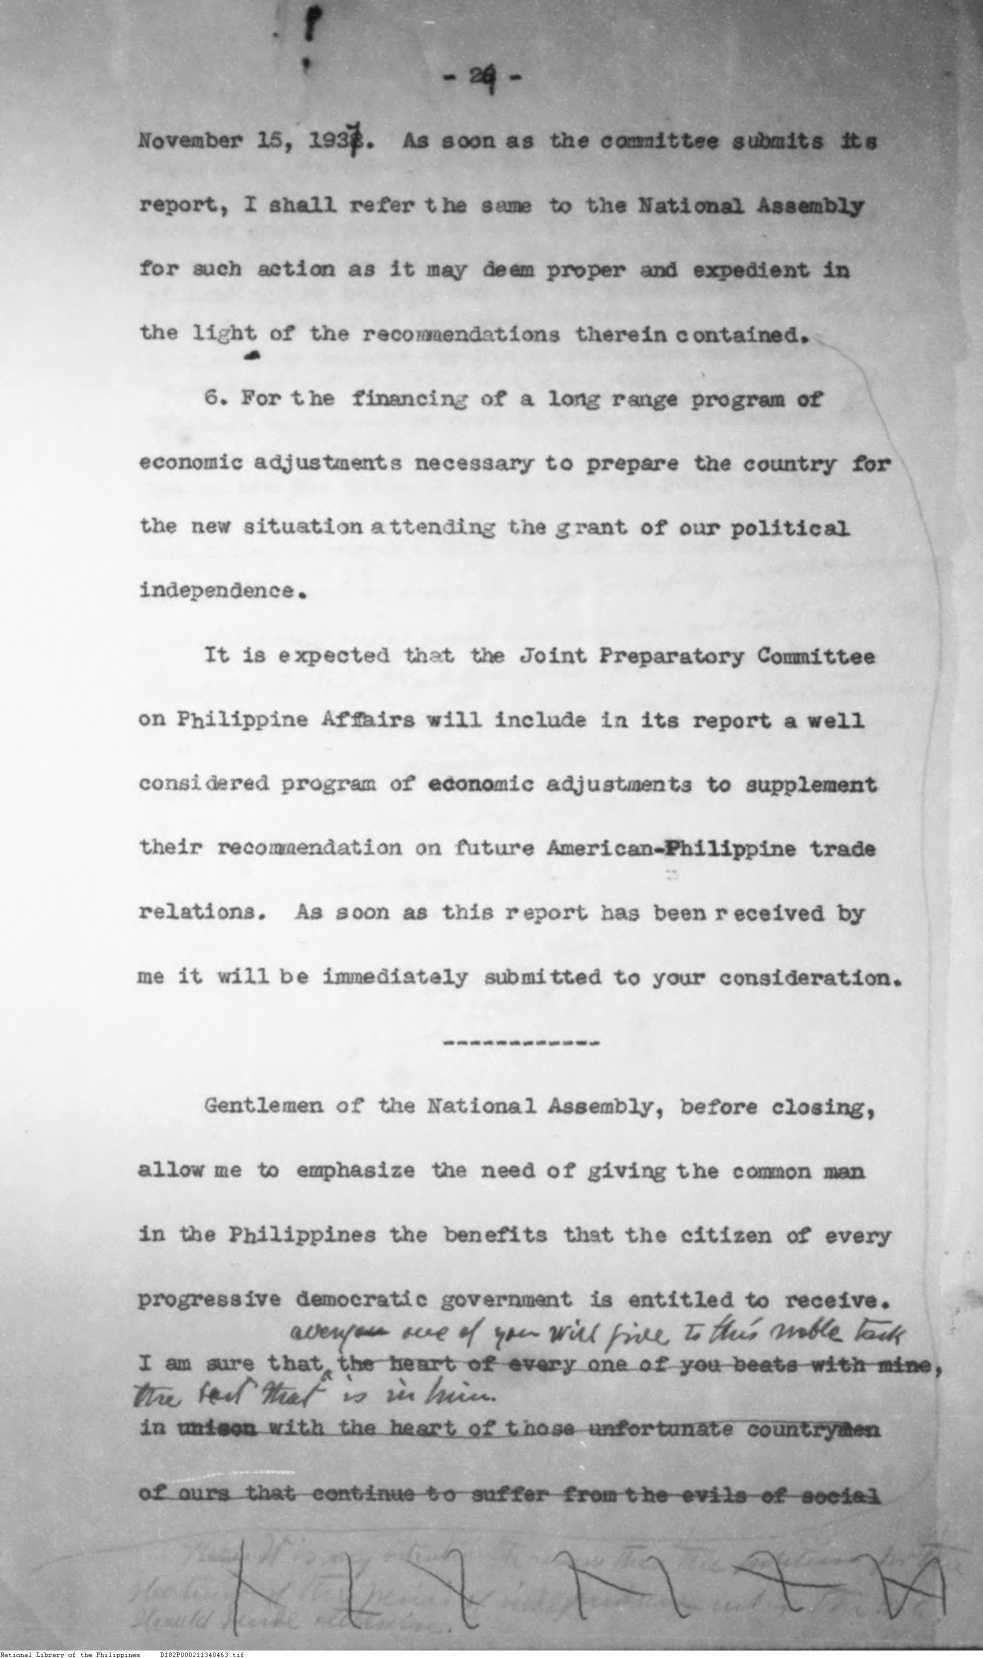 - 29 -
November 15, 1937. As soon as the committee submits its
report, I shall refer the same to the National Assembly
for such action as it may deem proper and expedient in
the light of the recommendations therein contained.
6. For the financing of a long range program of
economic adjustments necessary to prepare the country for
the new situation attending the grant of our political
independence.
It is expected that the Joint Preparatory Committee
on Philippine Affairs will include in its report a well
considered program of economic adjustments to supplement
their recommendation on future American-Philippine trade
relations. As soon as this report has been received by
me it will be immediately submitted to your consideration.
------------
Gentlemen of the National Assembly, before closing,
allow me to emphasize the need of giving the common man
in the Philippines the benefits that the citizen of every
progressive democratic government is entitled to receive.
one of you will give to this noble task
I am sure that the heart of every one of you beats with mine,
the best that is in him.
in unison with the heart of those unfortunate countrymen
of ours that continue to suffer from the evils of social
National Library of the Philippines D182P000211340463.tif